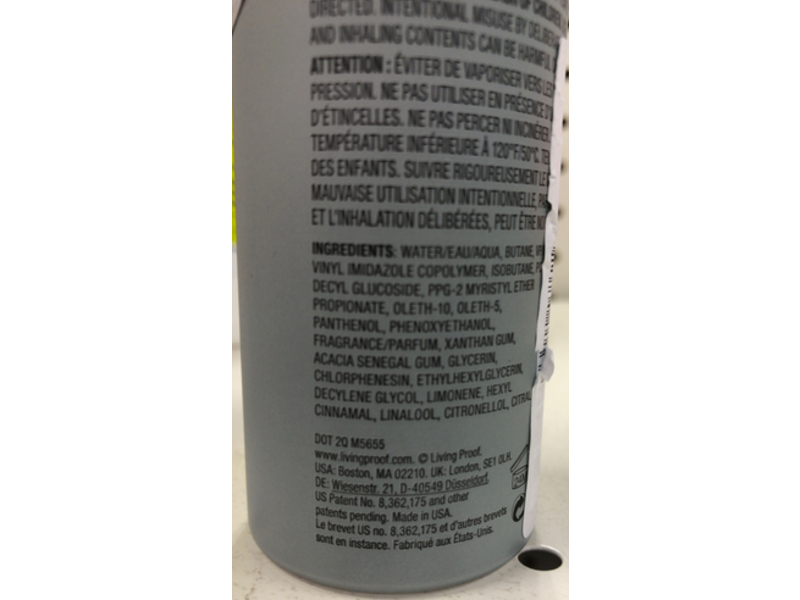 DIRECTED. INTENTIONAL MISUSE BY DELIBE
AND INHALING CONTENTS CAN BE HARMFUL
ATTENTION : ÉVITER DE VAPORISER VERS LES
PRESSION. NE PAS UTILISER EN PRÉSENCE D'
D'ÉTINCELLES. NE PAS PERCER NI INCINÉRER
TEMPÉRATURE INFÉRIEURE À 120°F/50°C. TE
DES ENFANTS. SUIVRE RIGOUREUSEMENT LE
MAUVAISE UTILISATION INTENTIONNELLE, PA
ET L'INHALATION DÉLIBÉRÉES, PEUT ÊTRE NO
INGREDIENTS: WATER/EAU/AQUA, BUTANE,
VINYL IMIDAZOLE COPOLYMER, ISOBUTANE,
DECYL GLUCOSIDE, PPG-2 MYRISTYL ETHER
PROPIONATE, OLETH-10, OLETH-5,
PANTHENOL, PHENOXYETHANOL,
FRAGRANCE/PARFUM, XANTHAN GUM,
ACACIA SENEGAL GUM, GLYCERIN,
CHLORPHENESIN, ETHYLHEXYLGLYCERIN,
DECYLENE GLYCOL, LIMONENE, HEXYL
CINNAMAL, LINALOOL, CITRONELLOL, CITRAL
DOT 2Q M5655
www.livingproof.com. © Living Proof.
USA: Boston, MA 02210. UK: London, SE1 0LH.
DE: Wiesenstr. 21, D-40549 Düsseldorf.
US Patent No. 8,362,175 and other
patents pending. Made in USA.
Le brevet US no. 8,362,175 et d'autres brevets
sont en instance. Fabriqué aux États-Unis.